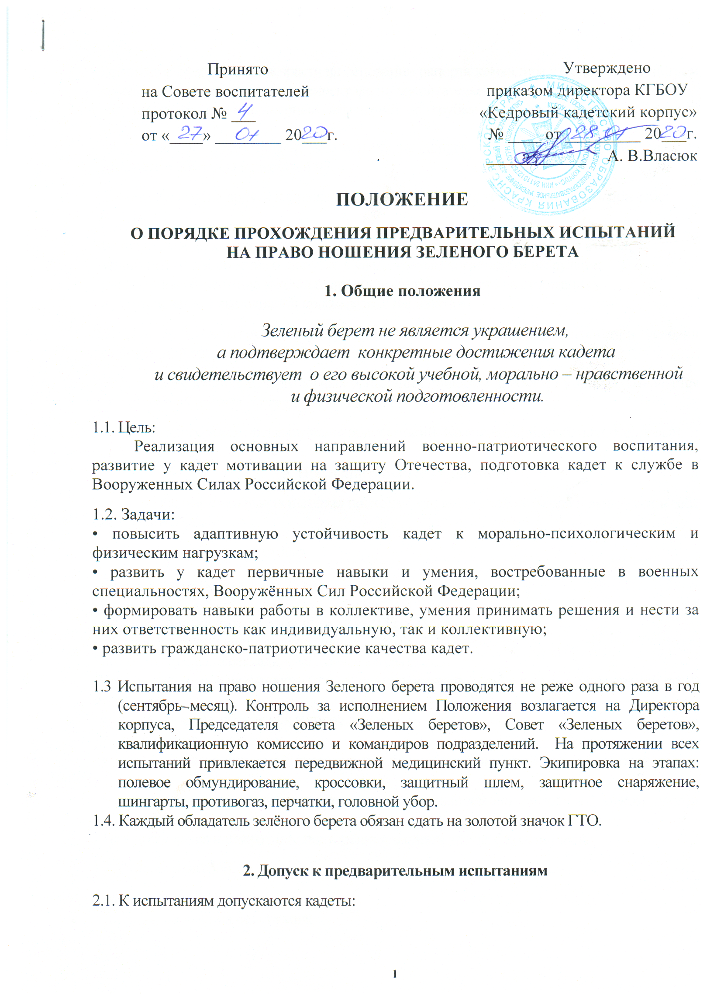 Принято
на Совете воспитателей
протокол № 4
от «27» 01 2020г.
Утверждено
приказом директора КГБОУ
«Кедровый кадетский корпус»
№ ____ от 28.01 2020г.
А. В.Власюк
ПОЛОЖЕНИЕ
О ПОРЯДКЕ ПРОХОЖДЕНИЯ ПРЕДВАРИТЕЛЬНЫХ ИСПЫТАНИЙ
НА ПРАВО НОШЕНИЯ ЗЕЛЕНОГО БЕРЕТА
1. Общие положения
Зеленый берет не является украшением,
а подтверждает конкретные достижения кадета
и свидетельствует о его высокой учебной, морально – нравственной
и физической подготовленности.
1.1. Цель:
Реализация основных направлений военно-патриотического воспитания,
развитие у кадет мотивации на защиту Отечества, подготовка кадет к службе в
Вооруженных Силах Российской Федерации.
1.2. Задачи:
• повысить адаптивную устойчивость кадет к морально-психологическим и
физическим нагрузкам;
• развить у кадет первичные навыки и умения, востребованные в военных
специальностях, Вооружённых Сил Российской Федерации;
• формировать навыки работы в коллективе, умения принимать решения и нести за
них ответственность как индивидуальную, так и коллективную;
• развить гражданско-патриотические качества кадет.
1.3 Испытания на право ношения Зеленого берета проводятся не реже одного раза в год
(сентябрь–месяц). Контроль за исполнением Положения возлагается на Директора
корпуса, Председателя совета «Зеленых беретов», Совет «Зеленых беретов»,
квалификационную комиссию и командиров подразделений. На протяжении всех
испытаний привлекается передвижной медицинский пункт. Экипировка на этапах:
полевое обмундирование, кроссовки, защитный шлем, защитное снаряжение,
шингарты, противогаз, перчатки, головной убор.
1.4. Каждый обладатель зелёного берета обязан сдать на золотой значок ГТО.
2. Допуск к предварительным испытаниям
2.1. К испытаниям допускаются кадеты:
1
МИНИСТЕРСТВО ОБРАЗОВАНИЯ КРАСНОЯРСКОГО КРАЯ